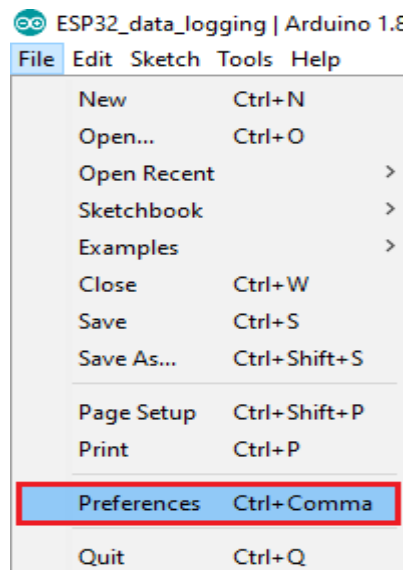 ESP32_data_logging | Arduino 1.8
File Edit Sketch Tools Help
New Ctrl+N
Open... Ctrl+O
Open Recent >
Sketchbook >
Examples >
Close Ctrl+W
Save Ctrl+S
Save As... Ctrl+Shift+S
Page Setup Ctrl+Shift+P
Print Ctrl+P
Preferences Ctrl+Comma
Quit Ctrl+Q